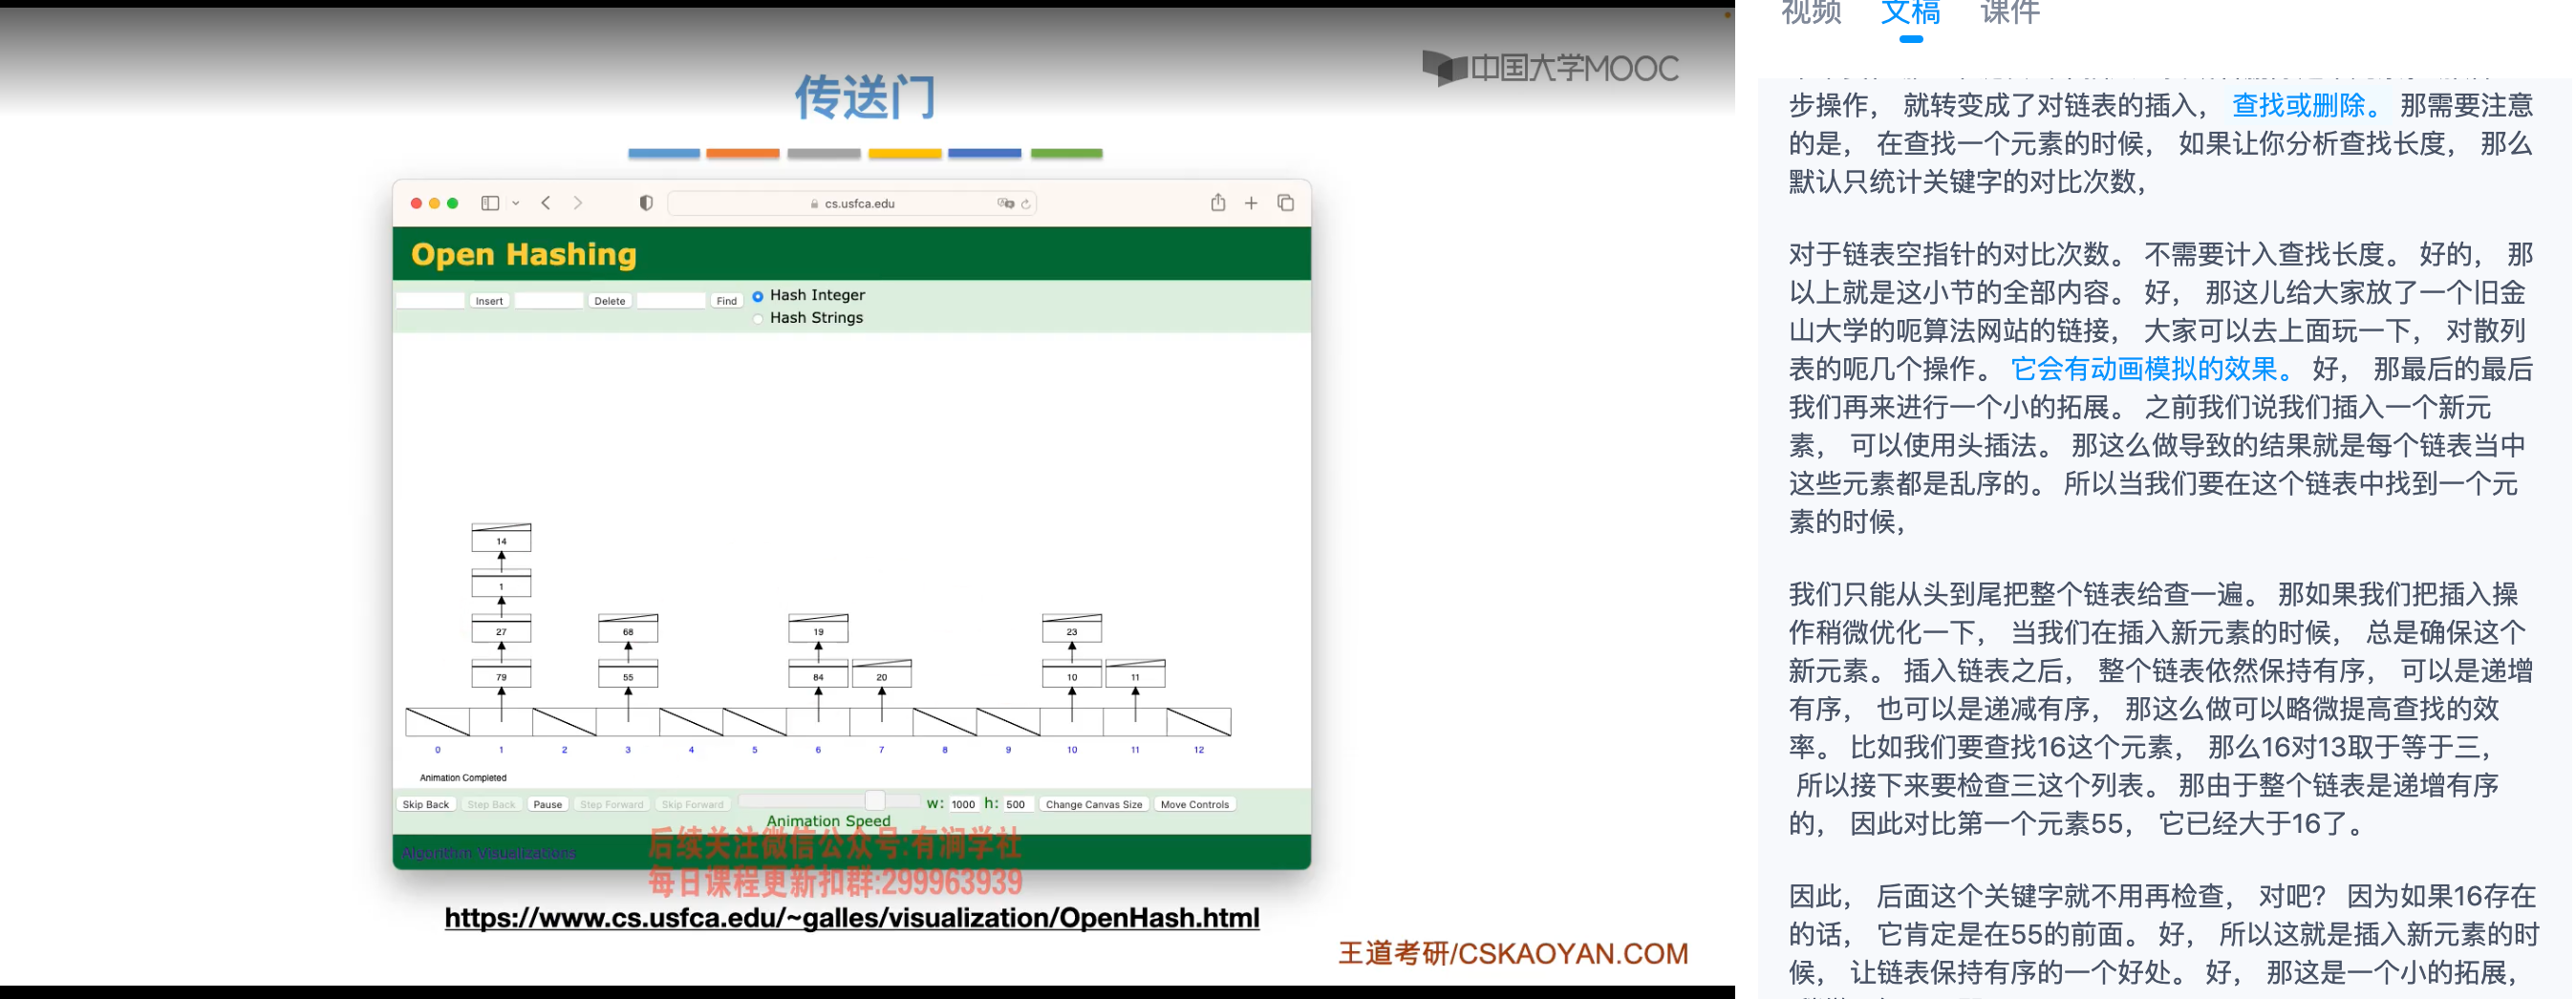 中国大学MOOC
传送门
cs.usfca.edu
Open Hashing
Insert Delete Find Hash Integer
Hash Strings
14
1
27 68 19 23
79 55 84 20 10 11
0 1 2 3 4 5 6 7 8 9 10 11 12
Animation Completed
Skip Back Step Back Pause Step Forward Skip Forward w: 1000 h: 500 Change Canvas Size Move Controls
Animation Speed
Algorithm Visualizations
后续关注微信公众号:有涧学社
每日课程更新扣群:299963939
https://www.cs.usfca.edu/~galles/visualization/OpenHash.html
王道考研/CSKAOYAN.COM
视频 文稿 课件
步操作， 就转变成了对链表的插入， 查找或删除。 那需要注意
的是， 在查找一个元素的时候， 如果让你分析查找长度， 那么
默认只统计关键字的对比次数，
对于链表空指针的对比次数。 不需要计入查找长度。 好的， 那
以上就是这小节的全部内容。 好， 那这儿给大家放了一个旧金
山大学的呃算法网站的链接， 大家可以去上面玩一下， 对散列
表的呃几个操作。 它会有动画模拟的效果。 好， 那最后的最后
我们再来进行一个小的拓展。 之前我们说我们插入一个新元
素， 可以使用头插法。 那这么做导致的结果就是每个链表当中
这些元素都是乱序的。 所以当我们要在这个链表中找到一个元
素的时候，
我们只能从头到尾把整个链表给查一遍。 那如果我们把插入操
作稍微优化一下， 当我们在插入新元素的时候， 总是确保这个
新元素。 插入链表之后， 整个链表依然保持有序， 可以是递增
有序， 也可以是递减有序， 那这么做可以略微提高查找的效
率。 比如我们要查找16这个元素， 那么16对13取于等于三，
所以接下来要检查三这个列表。 那由于整个链表是递增有序
的， 因此对比第一个元素55， 它已经大于16了。
因此， 后面这个关键字就不用再检查， 对吧？ 因为如果16存在
的话， 它肯定是在55的前面。 好， 所以这就是插入新元素的时
候， 让链表保持有序的一个好处。 好， 那这是一个小的拓展，